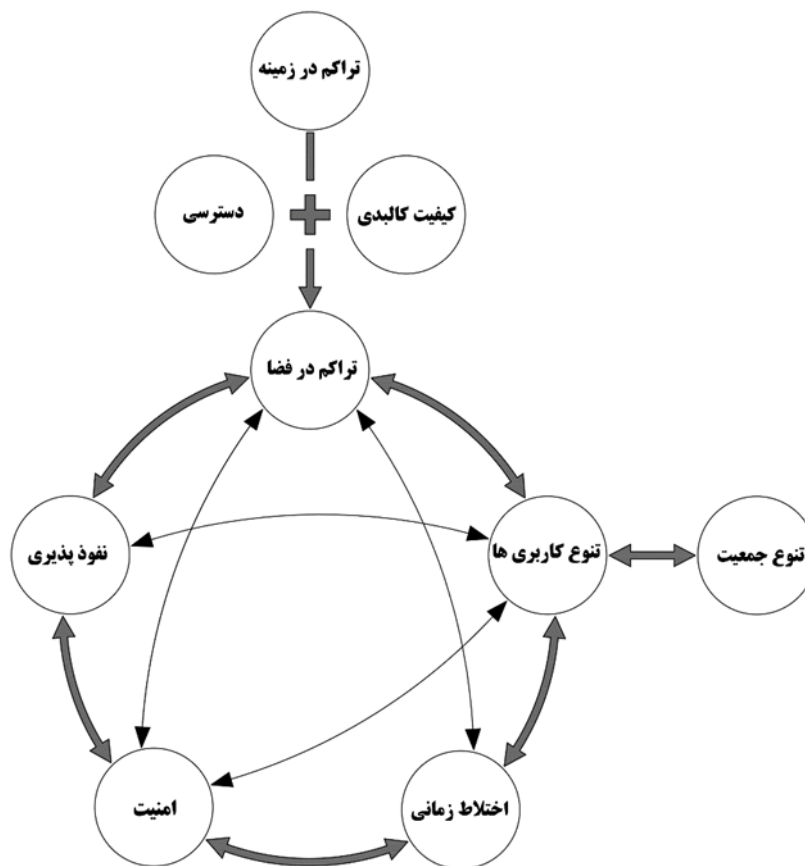 تراکم در زمینه
کیفیت کالبدی
دسترسی
تراکم در فضا
تنوع جمعیت
تنوع کاربری ها
نفوذ پذیری
اختلاط زمانی
امنیت